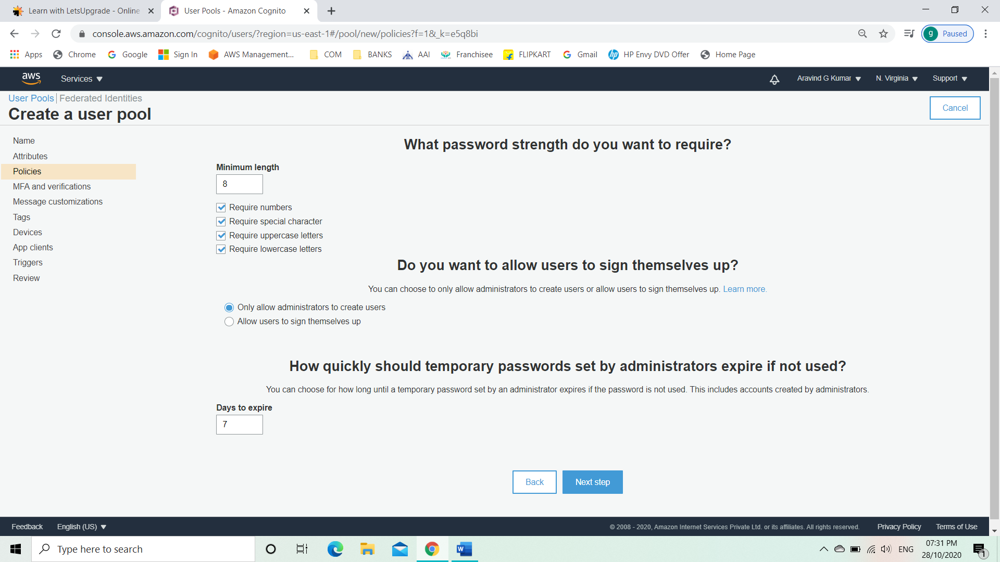 Learn with LetsUpgrade - Online
User Pools - Amazon Cognito
console.aws.amazon.com/cognito/users/?region=us-east-1#/pool/new/policies?f=1&_k=e5q8bi
g Paused
Apps Chrome Google Sign In AWS Management... COM BANKS AAI Franchisee FLIPKART Gmail HP Envy DVD Offer Home Page
aws Services Aravind G Kumar N. Virginia Support
User Pools Federated Identities
Create a user pool
Cancel
Name
Attributes
Policies
MFA and verifications
Message customizations
Tags
Devices
App clients
Triggers
Review
What password strength do you want to require?
Minimum length
8
Require numbers
Require special character
Require uppercase letters
Require lowercase letters
Do you want to allow users to sign themselves up?
You can choose to only allow administrators to create users or allow users to sign themselves up. Learn more.
Only allow administrators to create users
Allow users to sign themselves up
How quickly should temporary passwords set by administrators expire if not used?
You can choose for how long until a temporary password set by an administrator expires if the password is not used. This includes accounts created by administrators.
Days to expire
7
Back Next step
Feedback English (US) © 2008 - 2020, Amazon Internet Services Private Ltd. or its affiliates. All rights reserved. Privacy Policy Terms of Use
Type here to search
W
ENG
07:31 PM
28/10/2020
1